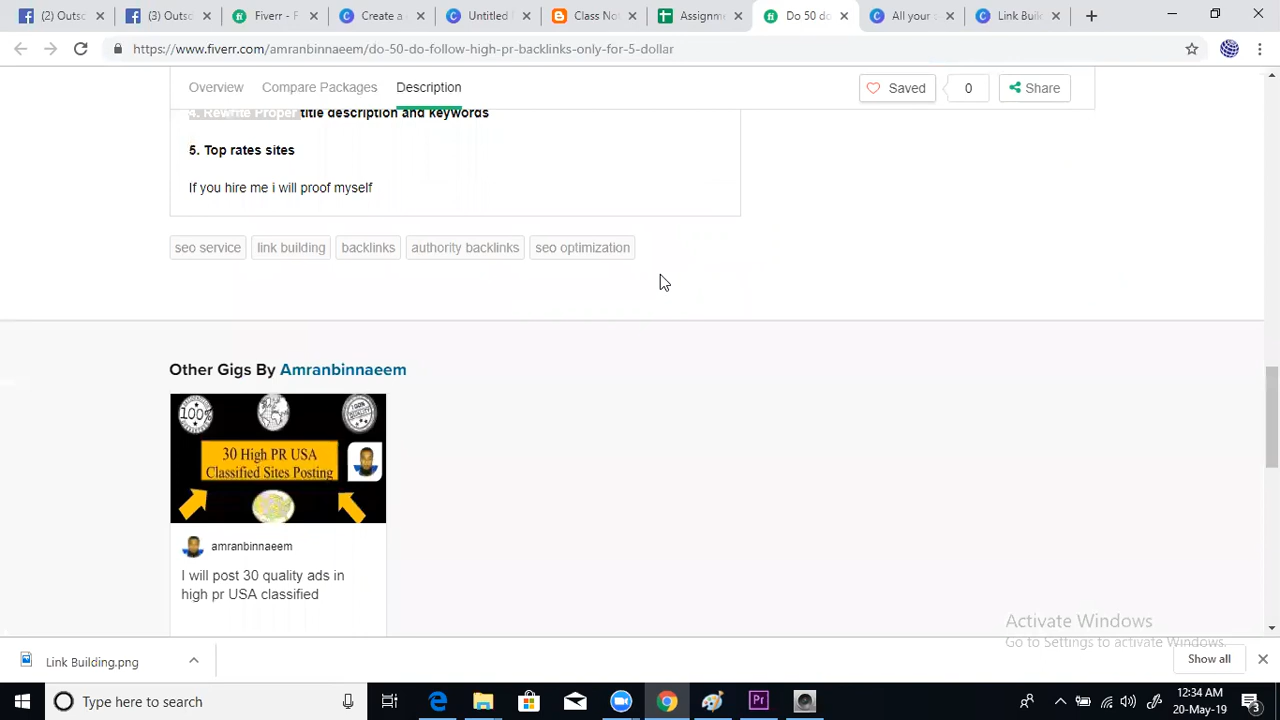 (2) Outsc
(3) Outsc
Fiverr - F
Create a
Untitled
Class No
Assignm
Do 50 do
All your
Link Buil
https://www.fiverr.com/amranbinnaeem/do-50-do-follow-high-pr-backlinks-only-for-5-dollar
Overview Compare Packages Description Saved 0 Share
4. Rewrite Proper title description and keywords
5. Top rates sites
If you hire me i will proof myself
seo service link building backlinks authority backlinks seo optimization
Other Gigs By Amranbinnaeem
100%
30 High PR USA
Classified Sites Posting
amranbinnaeem
I will post 30 quality ads in
high pr USA classified
Activate Windows
Go to Settings to activate Windows.
Link Building.png
Show all
Type here to search
Pr
12:34 AM
20-May-19
3